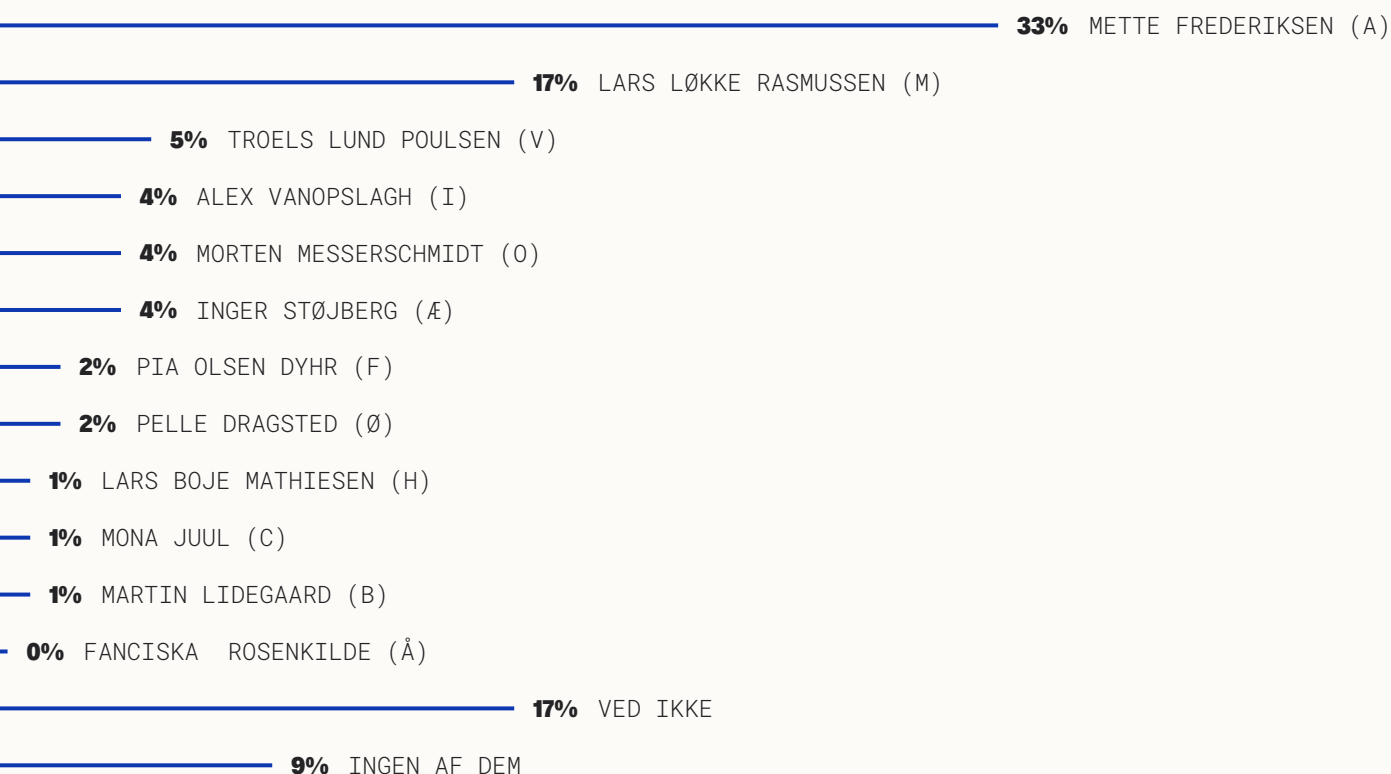 33% METTE FREDERIKSEN (A)
17% LARS LØKKE RASMUSSEN (M)
5% TROELS LUND POULSEN (V)
4% ALEX VANOPSLAGH (I)
4% MORTEN MESSERSCHMIDT (O)
4% INGER STØJBERG (Æ)
2% PIA OLSEN DYHR (F)
2% PELLE DRAGSTED (Ø)
1% LARS BOJE MATHIESEN (H)
1% MONA JUUL (C)
1% MARTIN LIDEGAARD (B)
0% FANCISKA  ROSENKILDE (Å)
17% VED IKKE
9% INGEN AF DEM